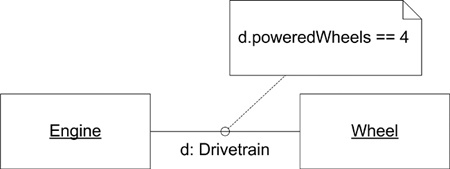 d.poweredWheels == 4
Engine
Wheel
d: Drivetrain